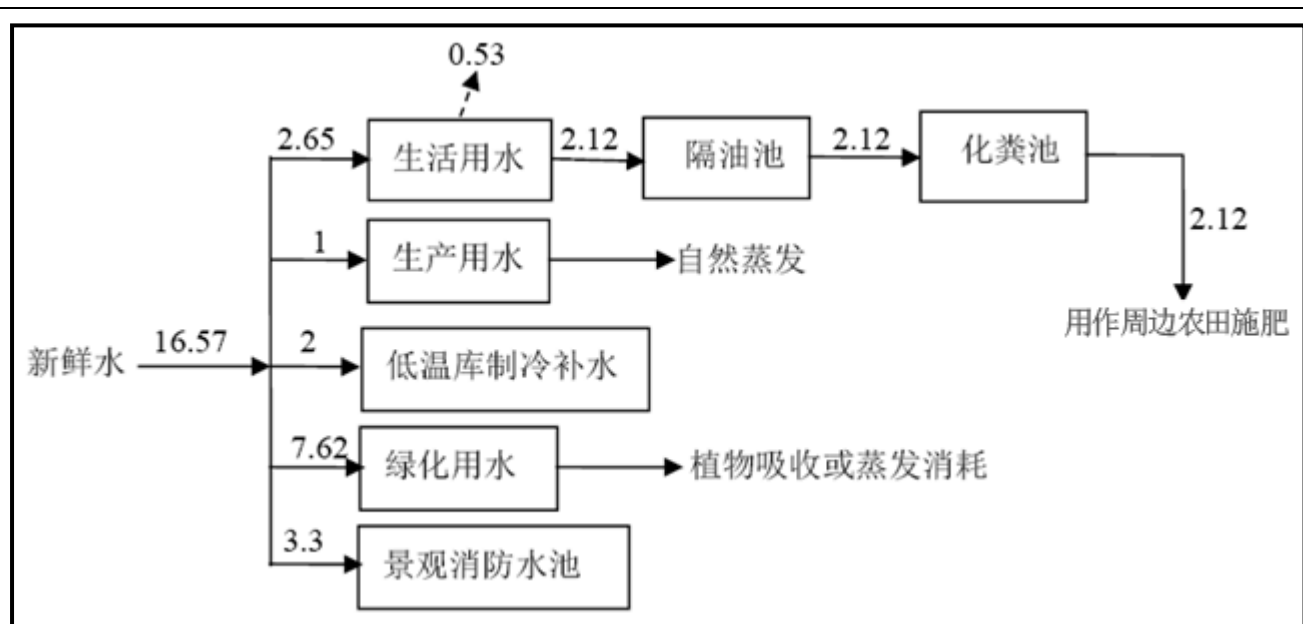 0.53
2.65
生活用水
2.12
隔油池
2.12
化粪池
2.12
1
生产用水
自然蒸发
用作周边农田施肥
新鲜水
16.57
2
低温库制冷补水
7.62
绿化用水
植物吸收或蒸发消耗
3.3
景观消防水池